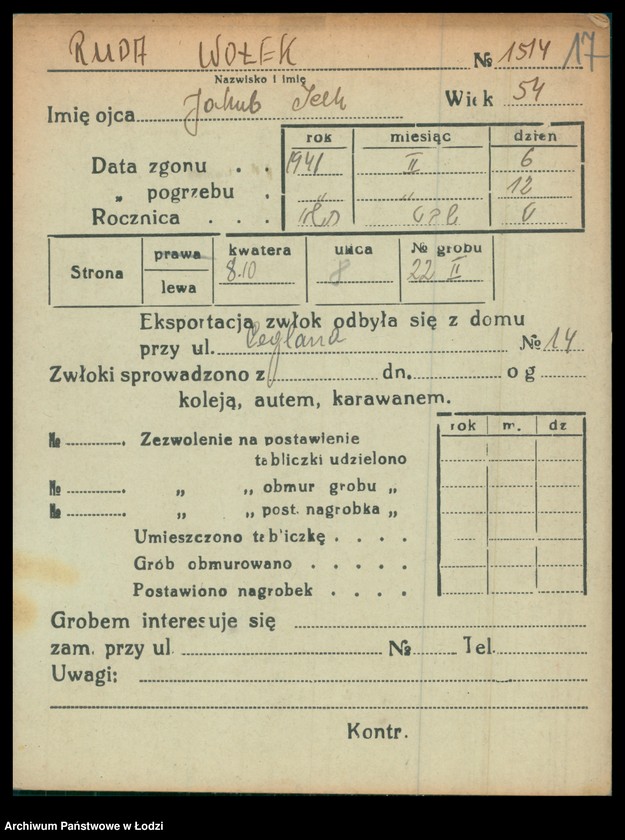 RUDA WOŁEK № 1514 17
Nazwisko i imię
Imię ojca Jakub Wiek 54
rok miesiąc dzień
Data zgonu . . 1941 II 6
„ pogrzebu . „ „ 12
Rocznica . . .
Strona prawa lewa kwatera 8.10 ulica 8 № grobu 22 II
Eksportacja zwłok odbyła się z domu
przy ul. № 14
Zwłoki sprowadzono z dn. o g
koleją, autem, karawanem.
rok m. dz
№ Zezwolenie na postawienie
tabliczki udzielono
№ „ „ obmur grobu „
№ „ „ post. nagrobka „
Umieszczono tabliczkę . . . .
Grób obmurowano . . . . .
Postawiono nagrobek . . . .
Grobem interesuje się
zam. przy ul. № Tel.
Uwagi:
Kontr.
Archiwum Państwowe w Łodzi